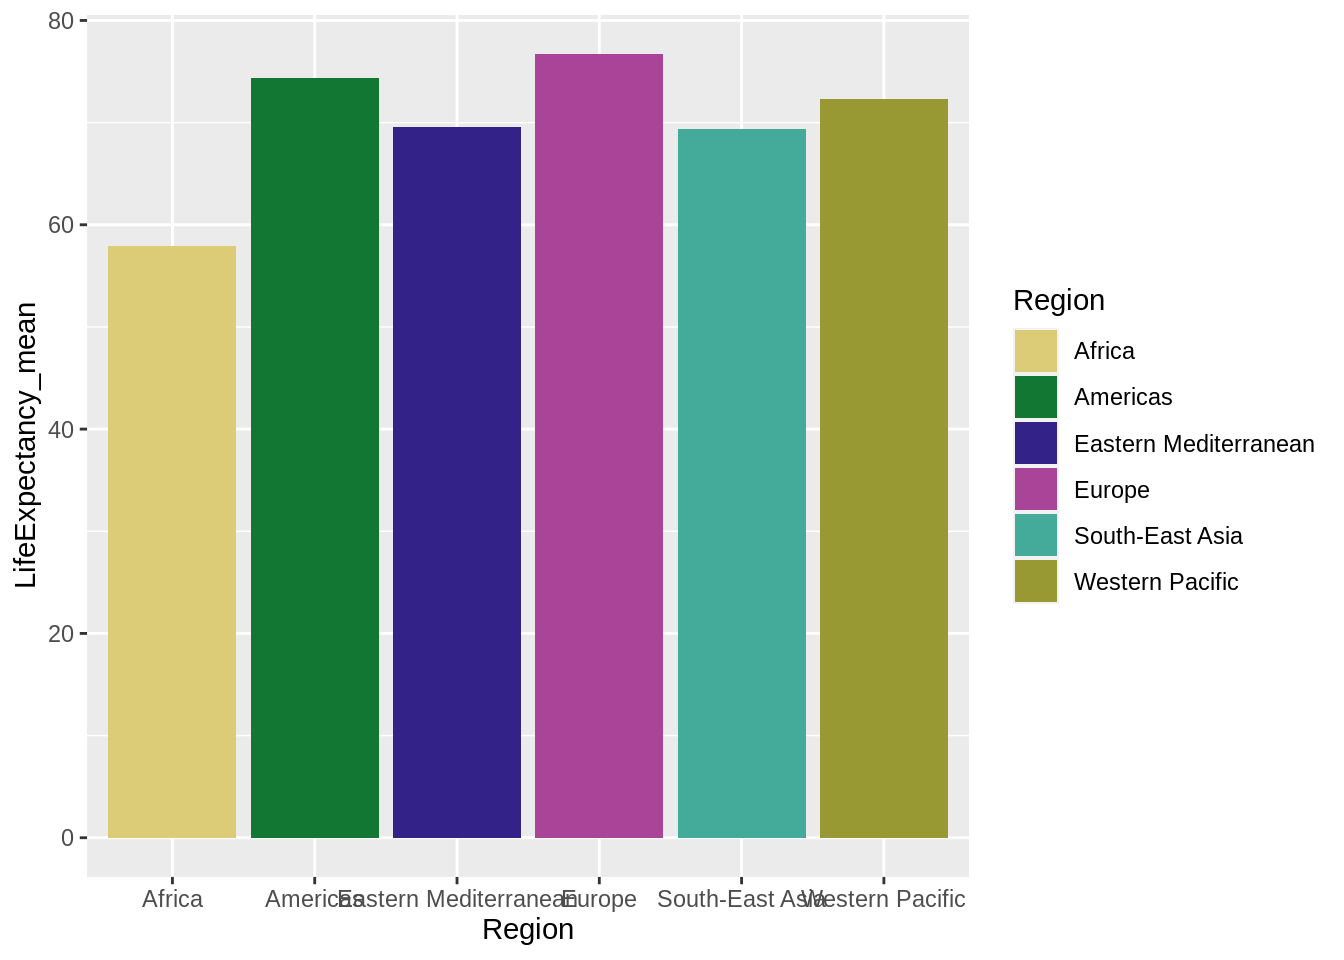 80
60
40
20
0
LifeExpectancy_mean
Africa Americas Eastern Mediterranean Europe South-East Asia Western Pacific
Region
Region
Africa
Americas
Eastern Mediterranean
Europe
South-East Asia
Western Pacific